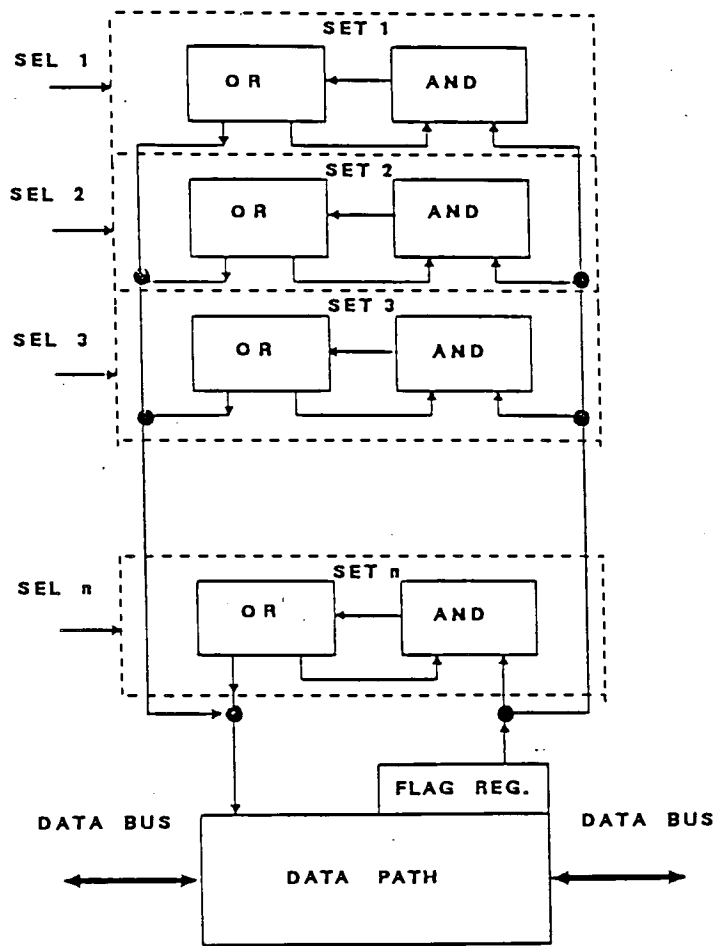 SET 1
SEL 1
OR
AND
SET 2
SEL 2
OR
AND
SET 3
SEL 3
OR
AND
SET n
SEL n
OR
AND
FLAG REG.
DATA BUS
DATA BUS
DATA PATH